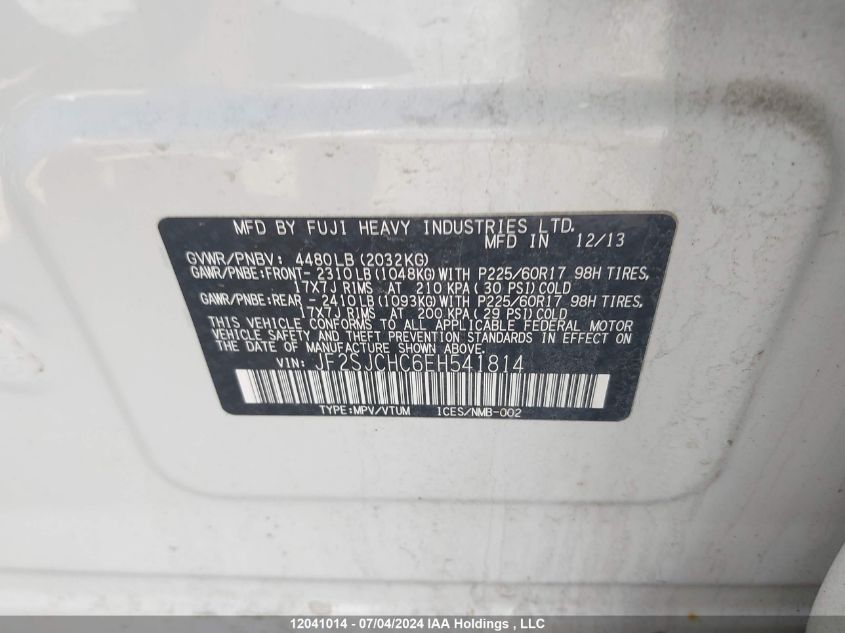 MFD BY FUJI HEAVY INDUSTRIES LTD.
MFD IN 12/13
GVWR/PNBV: 4480LB (2032KG)
GAWR/PNBE:FRONT- 2310LB (1048KG) WITH P225/60R17 98H TIRES,
17X7J RIMS AT 210 KPA( 30 PSI) COLD
GAWR/PNBE:REAR - 2410LB (1093KG) WITH P225/60R17 98H TIRES,
17X7J RIMS AT 200 KPA( 29 PSI) COLD
THIS VEHICLE CONFORMS TO ALL APPLICABLE FEDERAL MOTOR
VEHICLE SAFETY AND THEFT PREVENTION STANDARDS IN EFFECT ON
THE DATE OF MANUFACTURE SHOWN ABOVE.
VIN: JF2SJCHC6EH541814
TYPE:MPV/VTUM ICES/NMB-002
12041014 - 07/04/2024 IAA Holdings , LLC